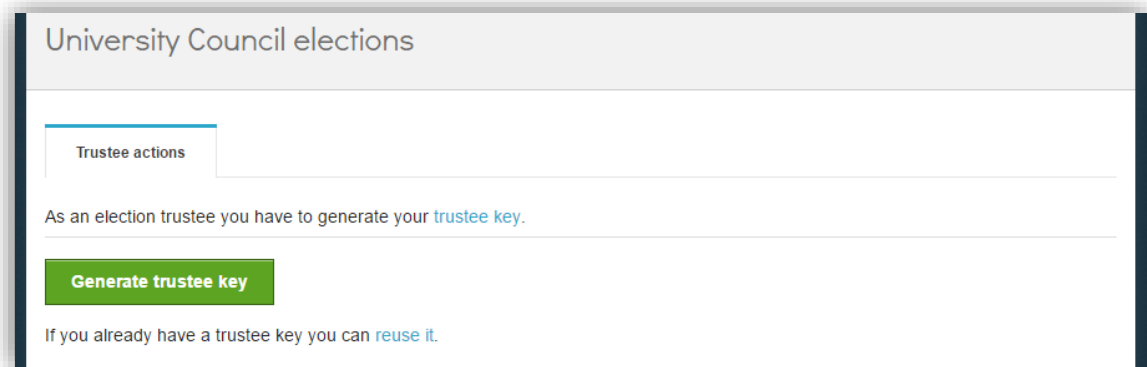 University Council elections
Trustee actions
As an election trustee you have to generate your trustee key.
Generate trustee key
If you already have a trustee key you can reuse it.